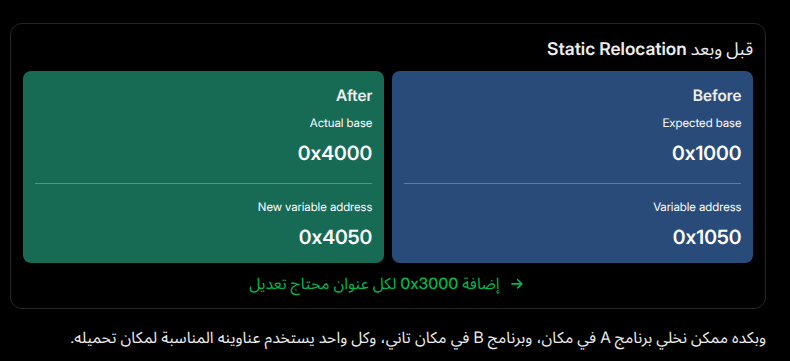 قبل وبعد Static Relocation
Before
Expected base
0x1000
Variable address
0x1050
After
Actual base
0x4000
New variable address
0x4050
→ إضافة 0x3000 لكل عنوان محتاج تعديل
وبكده ممكن نخلي برنامج A في مكان، وبرنامج B في مكان تاني، وكل واحد يستخدم عناوينه المناسبة لمكان تحميله.